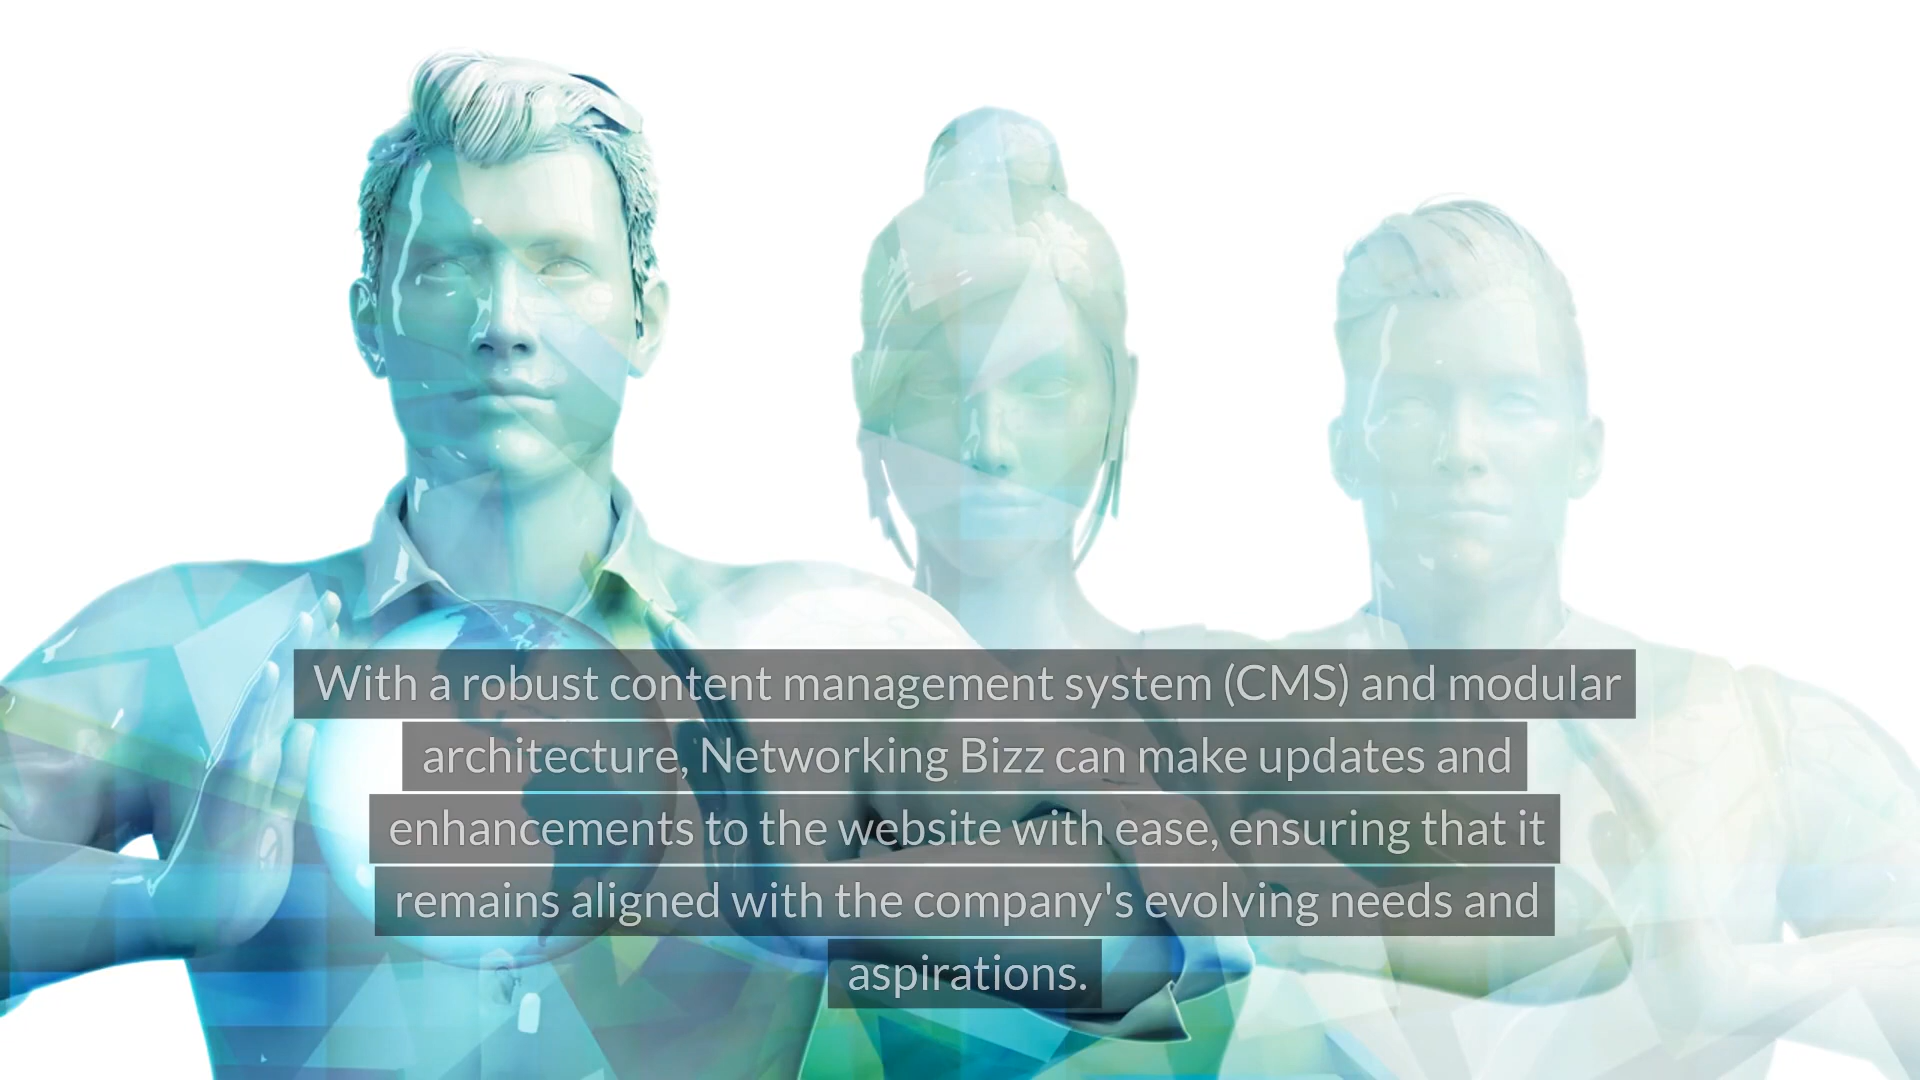 With a robust content management system (CMS) and modular
architecture, Networking Bizz can make updates and
enhancements to the website with ease, ensuring that it
remains aligned with the company's evolving needs and
aspirations.